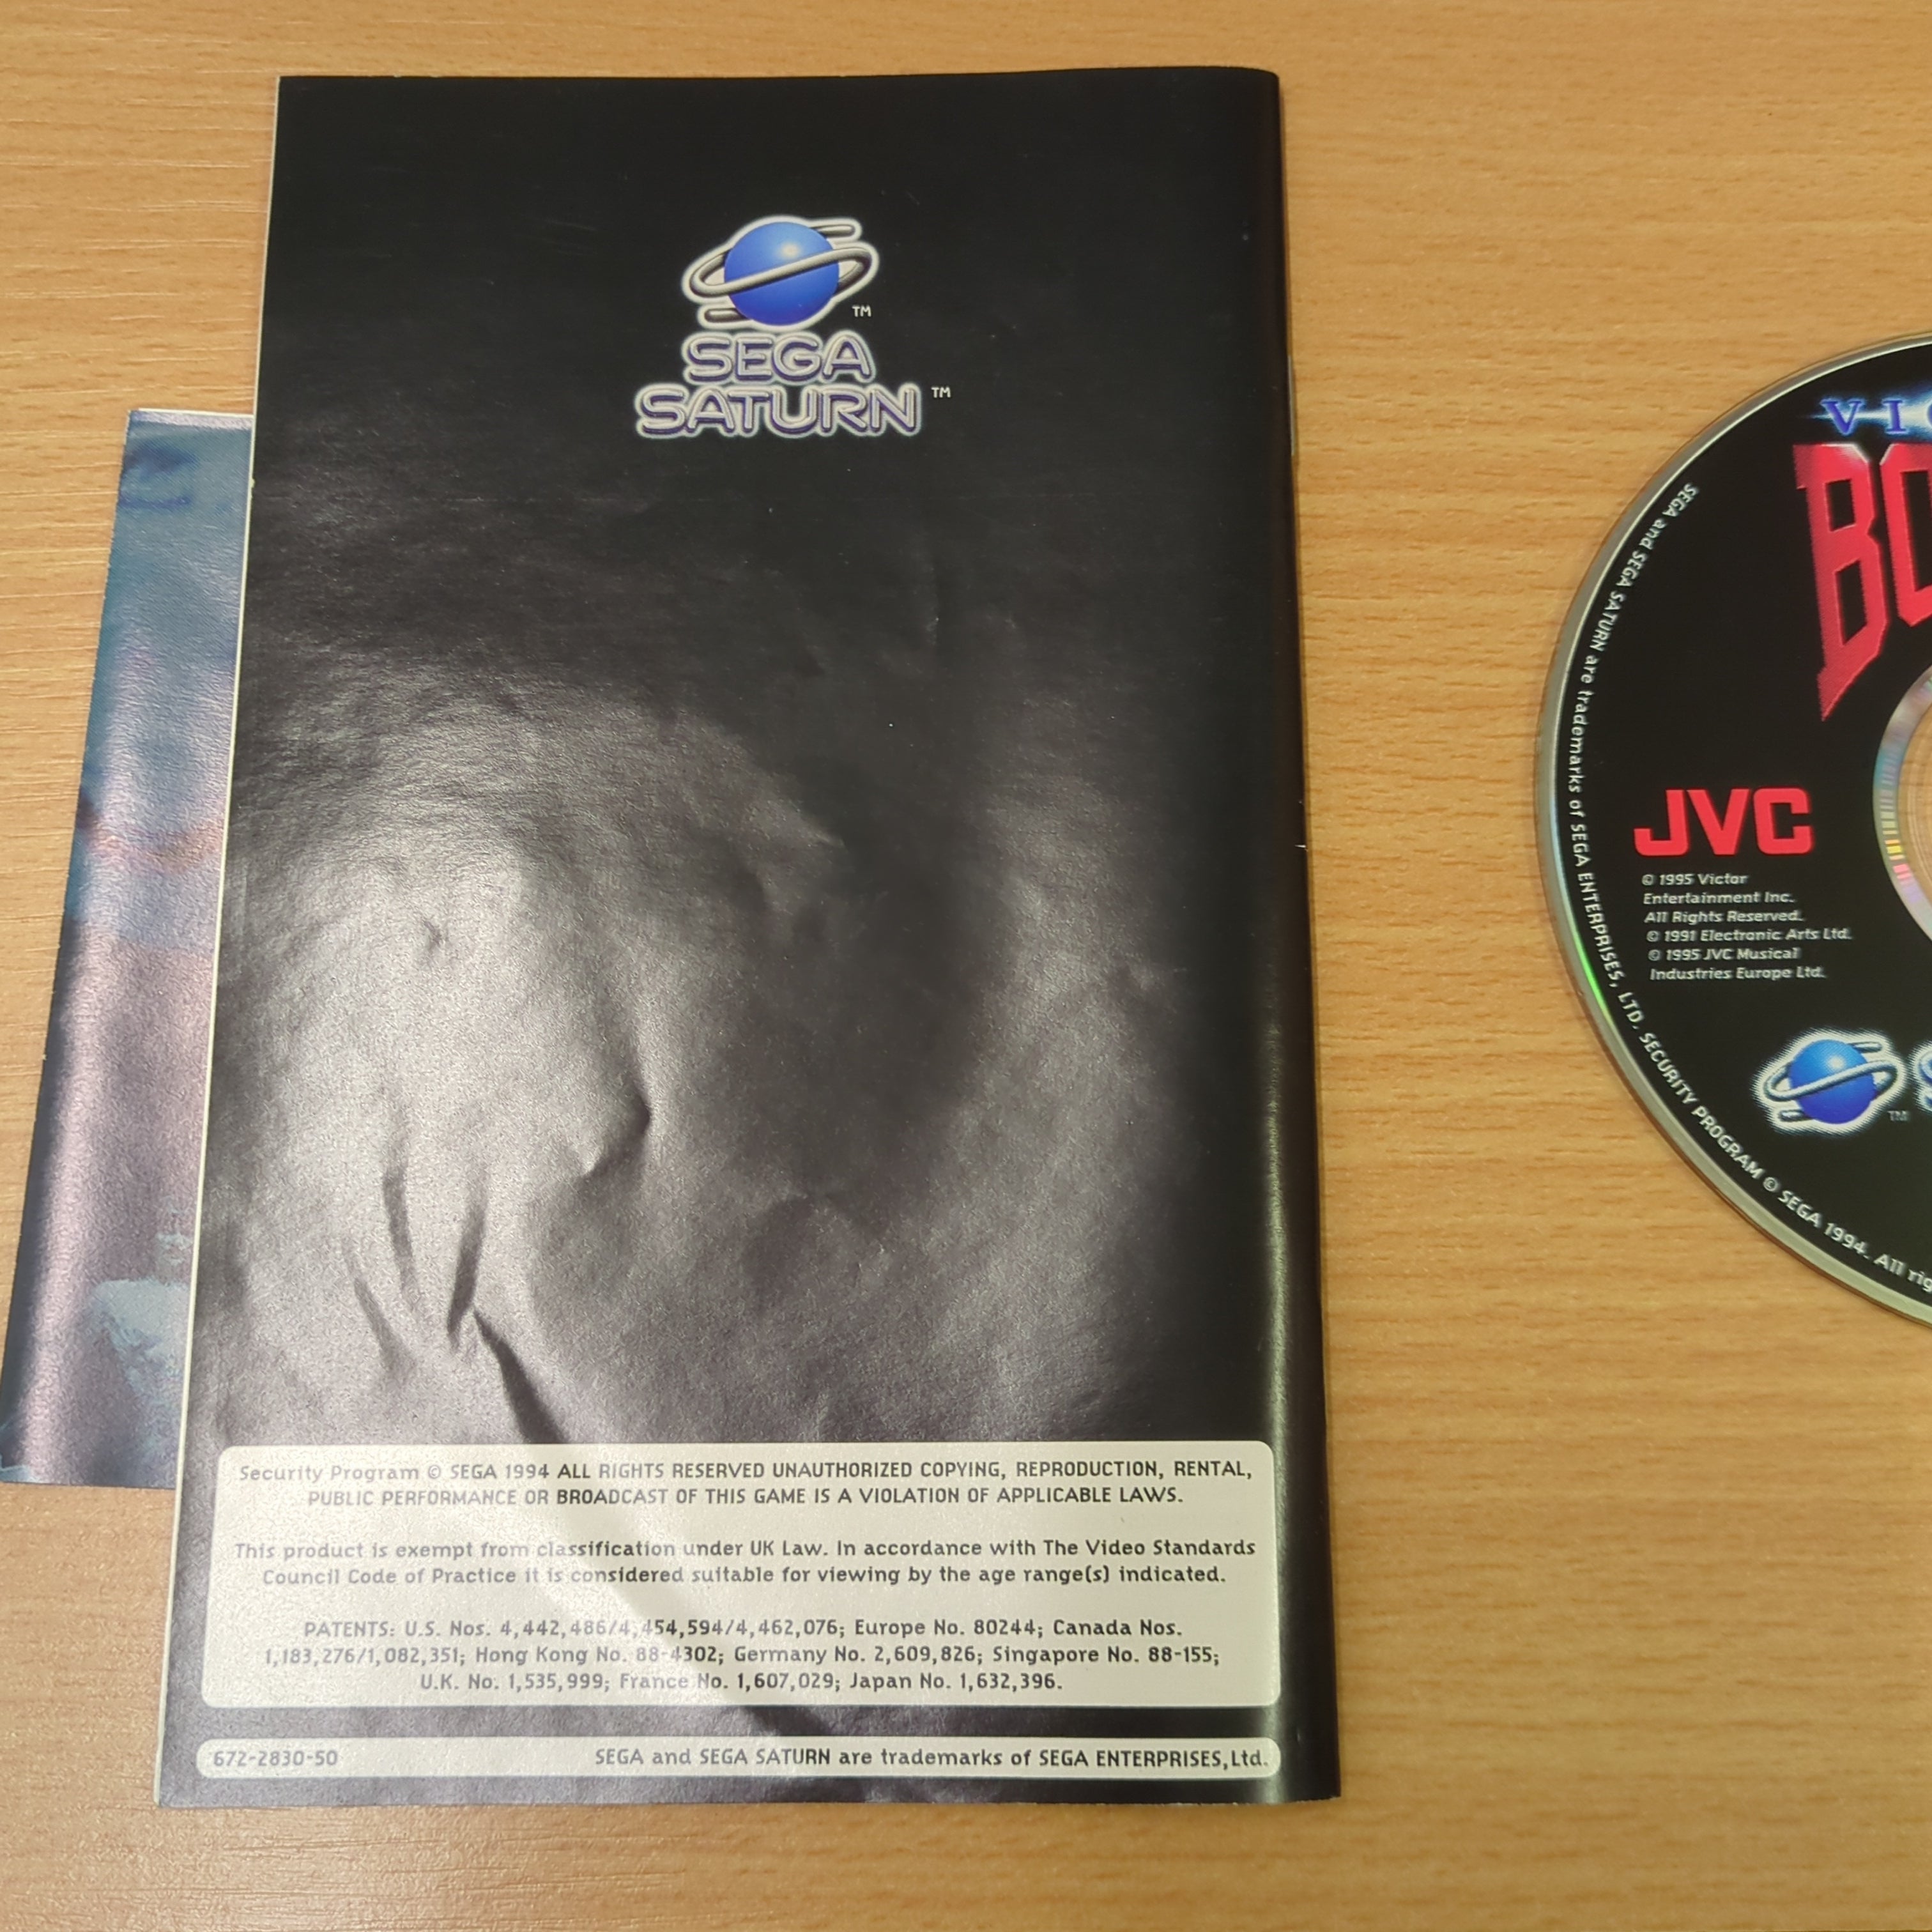 TM
SEGA
SATURN TM
Security Program © SEGA 1994 ALL RIGHTS RESERVED UNAUTHORIZED COPYING, REPRODUCTION, RENTAL,
PUBLIC PERFORMANCE OR BROADCAST OF THIS GAME IS A VIOLATION OF APPLICABLE LAWS.
This product is exempt from classification under UK Law. In accordance with The Video Standards
Council Code of Practice it is considered suitable for viewing by the age range(s) indicated.
PATENTS: U.S. Nos. 4,442,486/4,454,594/4,462,076; Europe No. 80244; Canada Nos.
1,183,276/1,082,351; Hong Kong No. 88-4302; Germany No. 2,609,826; Singapore No. 88-155;
U.K. No. 1,535,999; France No. 1,607,029; Japan No. 1,632,396.
672-2830-50 SEGA and SEGA SATURN are trademarks of SEGA ENTERPRISES,Ltd.
SEGA and SEGA SATURN are trademarks of SEGA ENTERPRISES, LTD. SECURITY PROGRAM © SEGA 1994. All
JVC
© 1995 Victor
Entertainment Inc.
All Rights Reserved.
© 1991 Electronic Arts Ltd.
© 1995 JVC Musical
Industries Europe Ltd.
TM